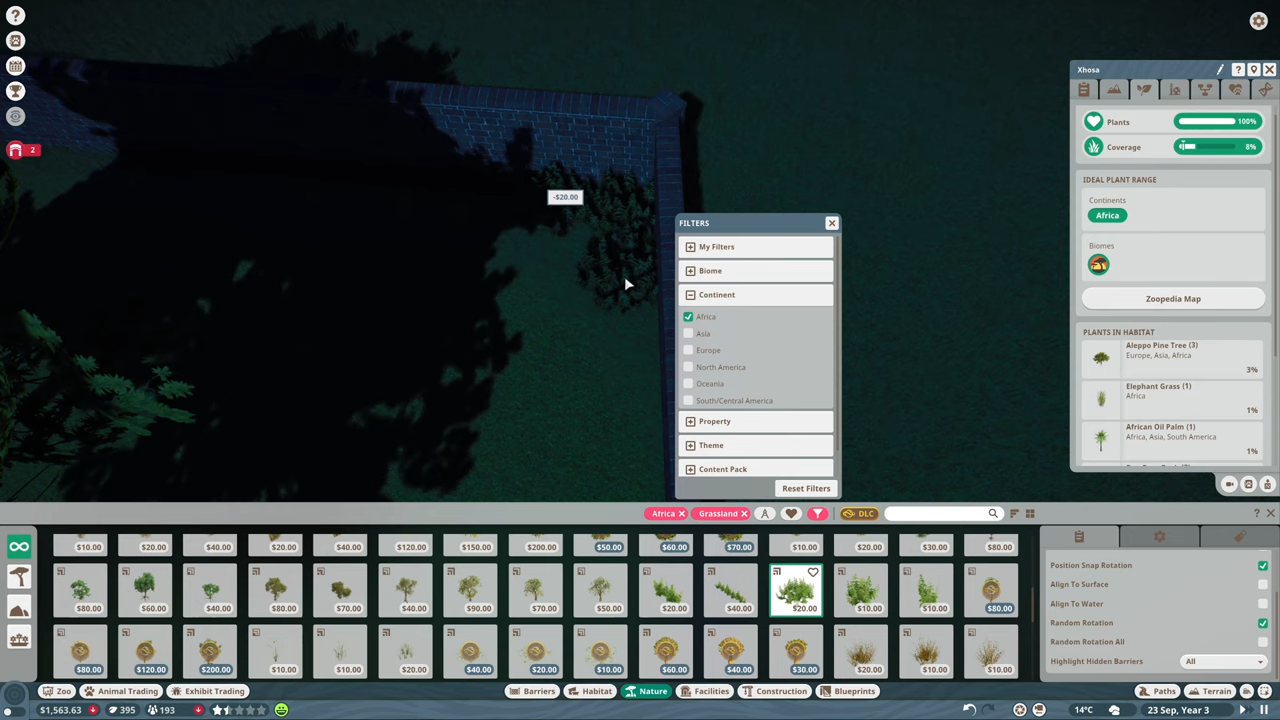 ?
2
-$20.00
Xhosa
?
Plants
100%
Coverage
8%
IDEAL PLANT RANGE
Continents
Africa
Biomes
Zoopedia Map
PLANTS IN HABITAT
Aleppo Pine Tree (3)
Europe, Asia, Africa
3%
Elephant Grass (1)
Africa
1%
African Oil Palm (1)
Africa, Asia, South America
1%
FILTERS
My Filters
Biome
Continent
Africa
Asia
Europe
North America
Oceania
South/Central America
Property
Theme
Content Pack
Reset Filters
Africa
Grassland
DLC
?
$10.00 $20.00 $40.00 $20.00 $40.00 $120.00 $150.00 $200.00 $50.00 $60.00 $70.00 $10.00 $20.00 $30.00 $80.00
$80.00 $60.00 $40.00 $80.00 $70.00 $40.00 $90.00 $70.00 $50.00 $20.00 $40.00 $20.00 $10.00 $10.00 $80.00
$80.00 $120.00 $200.00 $10.00 $10.00 $20.00 $40.00 $20.00 $10.00 $60.00 $40.00 $30.00 $20.00 $10.00 $10.00
Position Snap Rotation
Align To Surface
Align To Water
Random Rotation
Random Rotation All
Highlight Hidden Barriers
All
Zoo
Animal Trading
Exhibit Trading
Barriers
Habitat
Nature
Facilities
Construction
Blueprints
Paths
Terrain
$1,563.63
395
193
14°C
23 Sep, Year 3